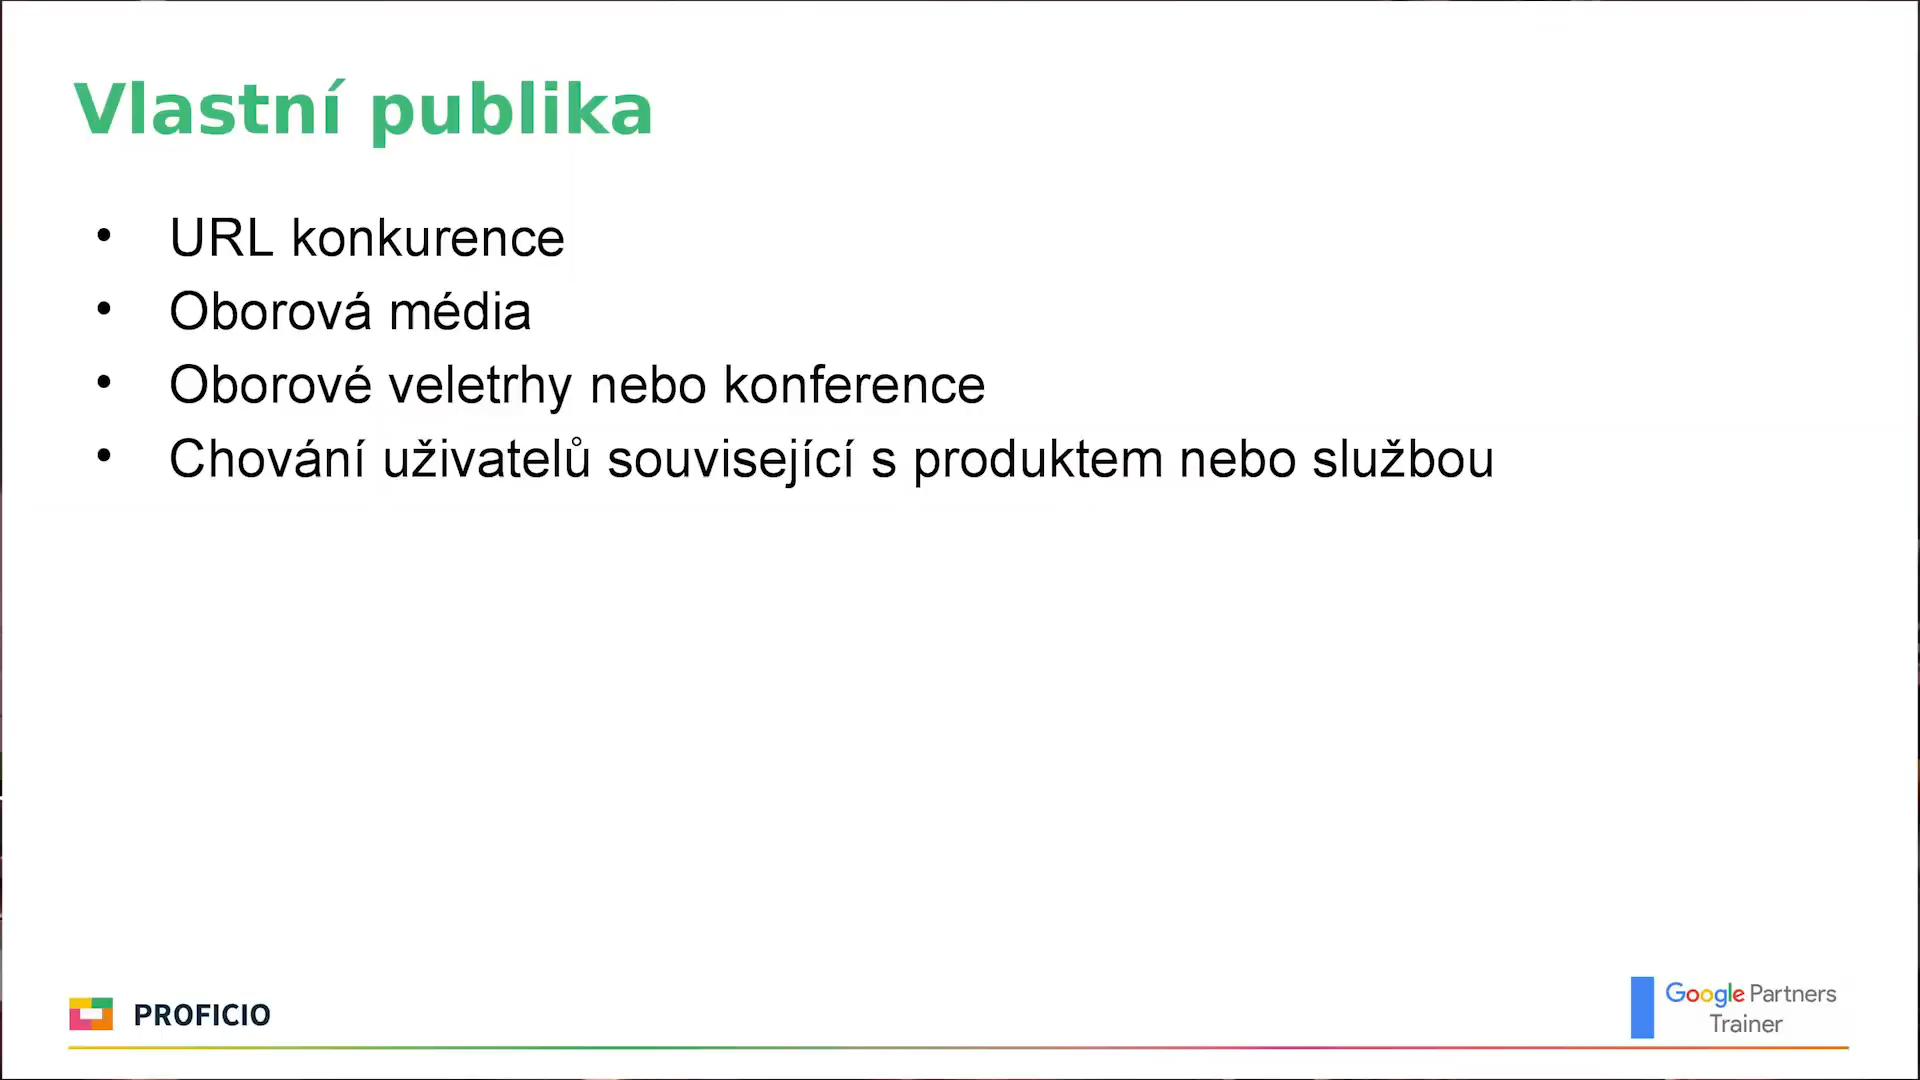 Vlastní publika
• URL konkurence
• Oborová média
• Oborové veletrhy nebo konference
• Chování uživatelů související s produktem nebo službou
PROFICIO
Google Partners
Trainer